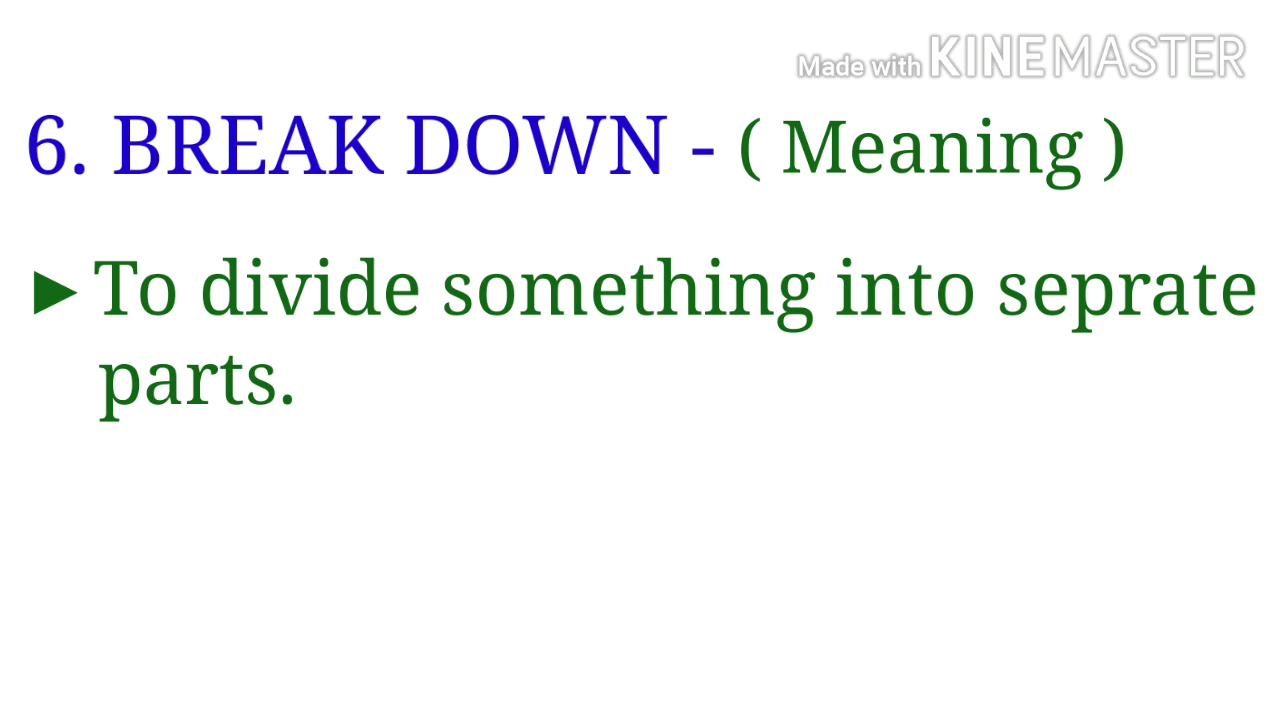 Made with KINEMASTER
6. BREAK DOWN - ( Meaning )
►To divide something into seprate
parts.